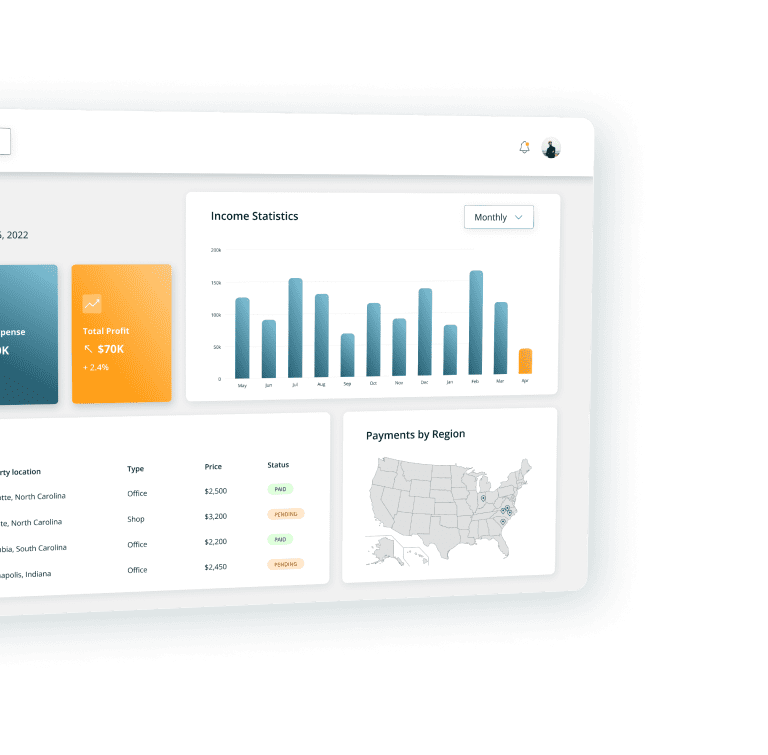 Income Statistics
Monthly
, 2022
200k
150k
100k
50k
0
May Jun Jul Aug Sep Oct Nov Dec Jan Feb Mar Apr
pense
K
Total Profit
$70K
+ 2.4%
rty location Type Price Status
tte, North Carolina Office $2,500 PAID
te, North Carolina Shop $3,200 PENDING
bia, South Carolina Office $2,200 PAID
apolis, Indiana Office $2,450 PENDING
Payments by Region